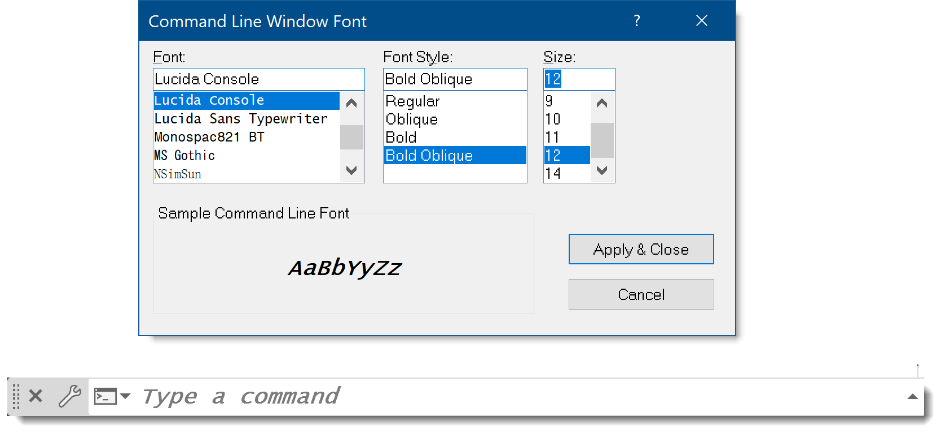 Command Line Window Font ?
Font: Font Style: Size:
Lucida Console Bold Oblique 12
Lucida Console Regular 9
Lucida Sans Typewriter Oblique 10
Monospac821 BT Bold 11
MS Gothic Bold Oblique 12
NSimSun 14
Sample Command Line Font
AaBbYyZz
Apply & Close
Cancel
Type a command